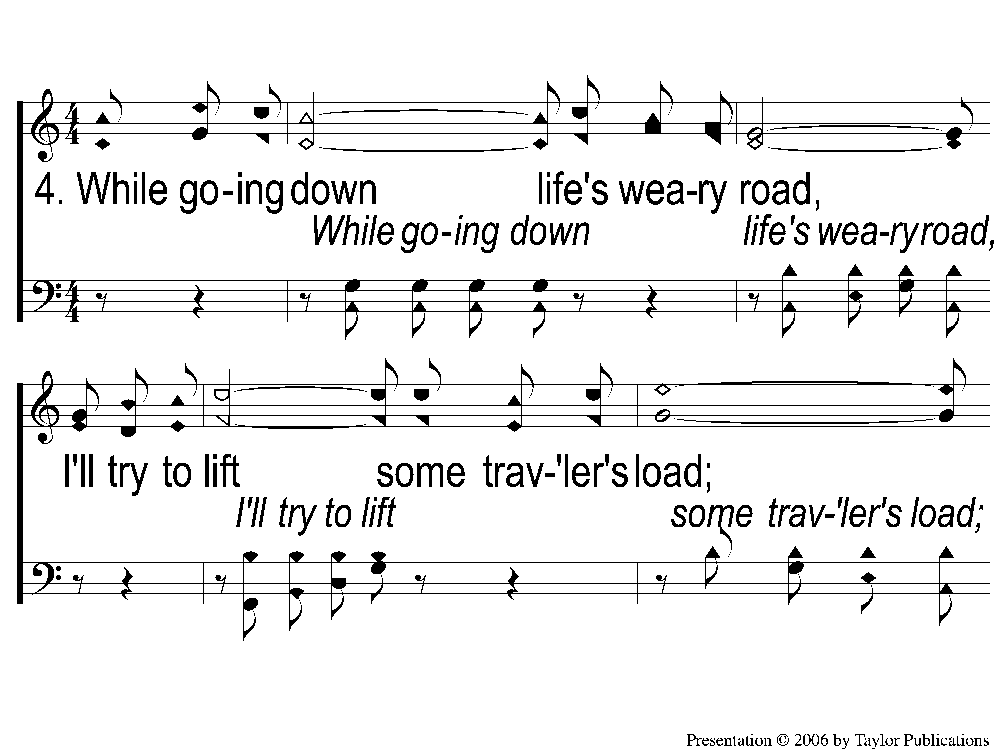 4. While go-ing down life's wea-ry road,
While go-ing down life's wea-ry road,
I'll try to lift some trav-'ler's load;
I'll try to lift some trav-'ler's load;
Presentation © 2006 by Taylor Publications